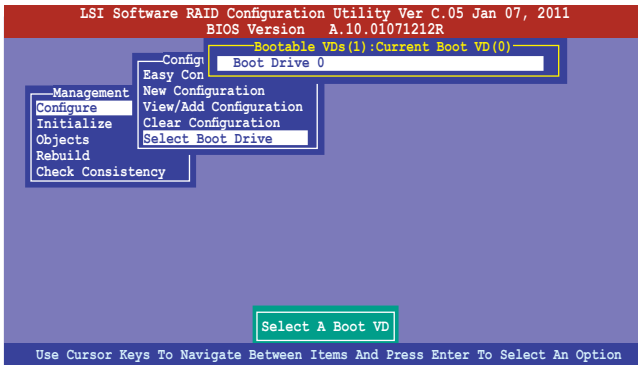 LSI Software RAID Configuration Utility Ver C.05 Jan 07, 2011
BIOS Version A.10.01071212R
Bootable VDs(1):Current Boot VD(0)
Boot Drive 0
Configu
Easy Con
New Configuration
View/Add Configuration
Clear Configuration
Select Boot Drive
Management
Configure
Initialize
Objects
Rebuild
Check Consistency
Select A Boot VD
Use Cursor Keys To Navigate Between Items And Press Enter To Select An Option